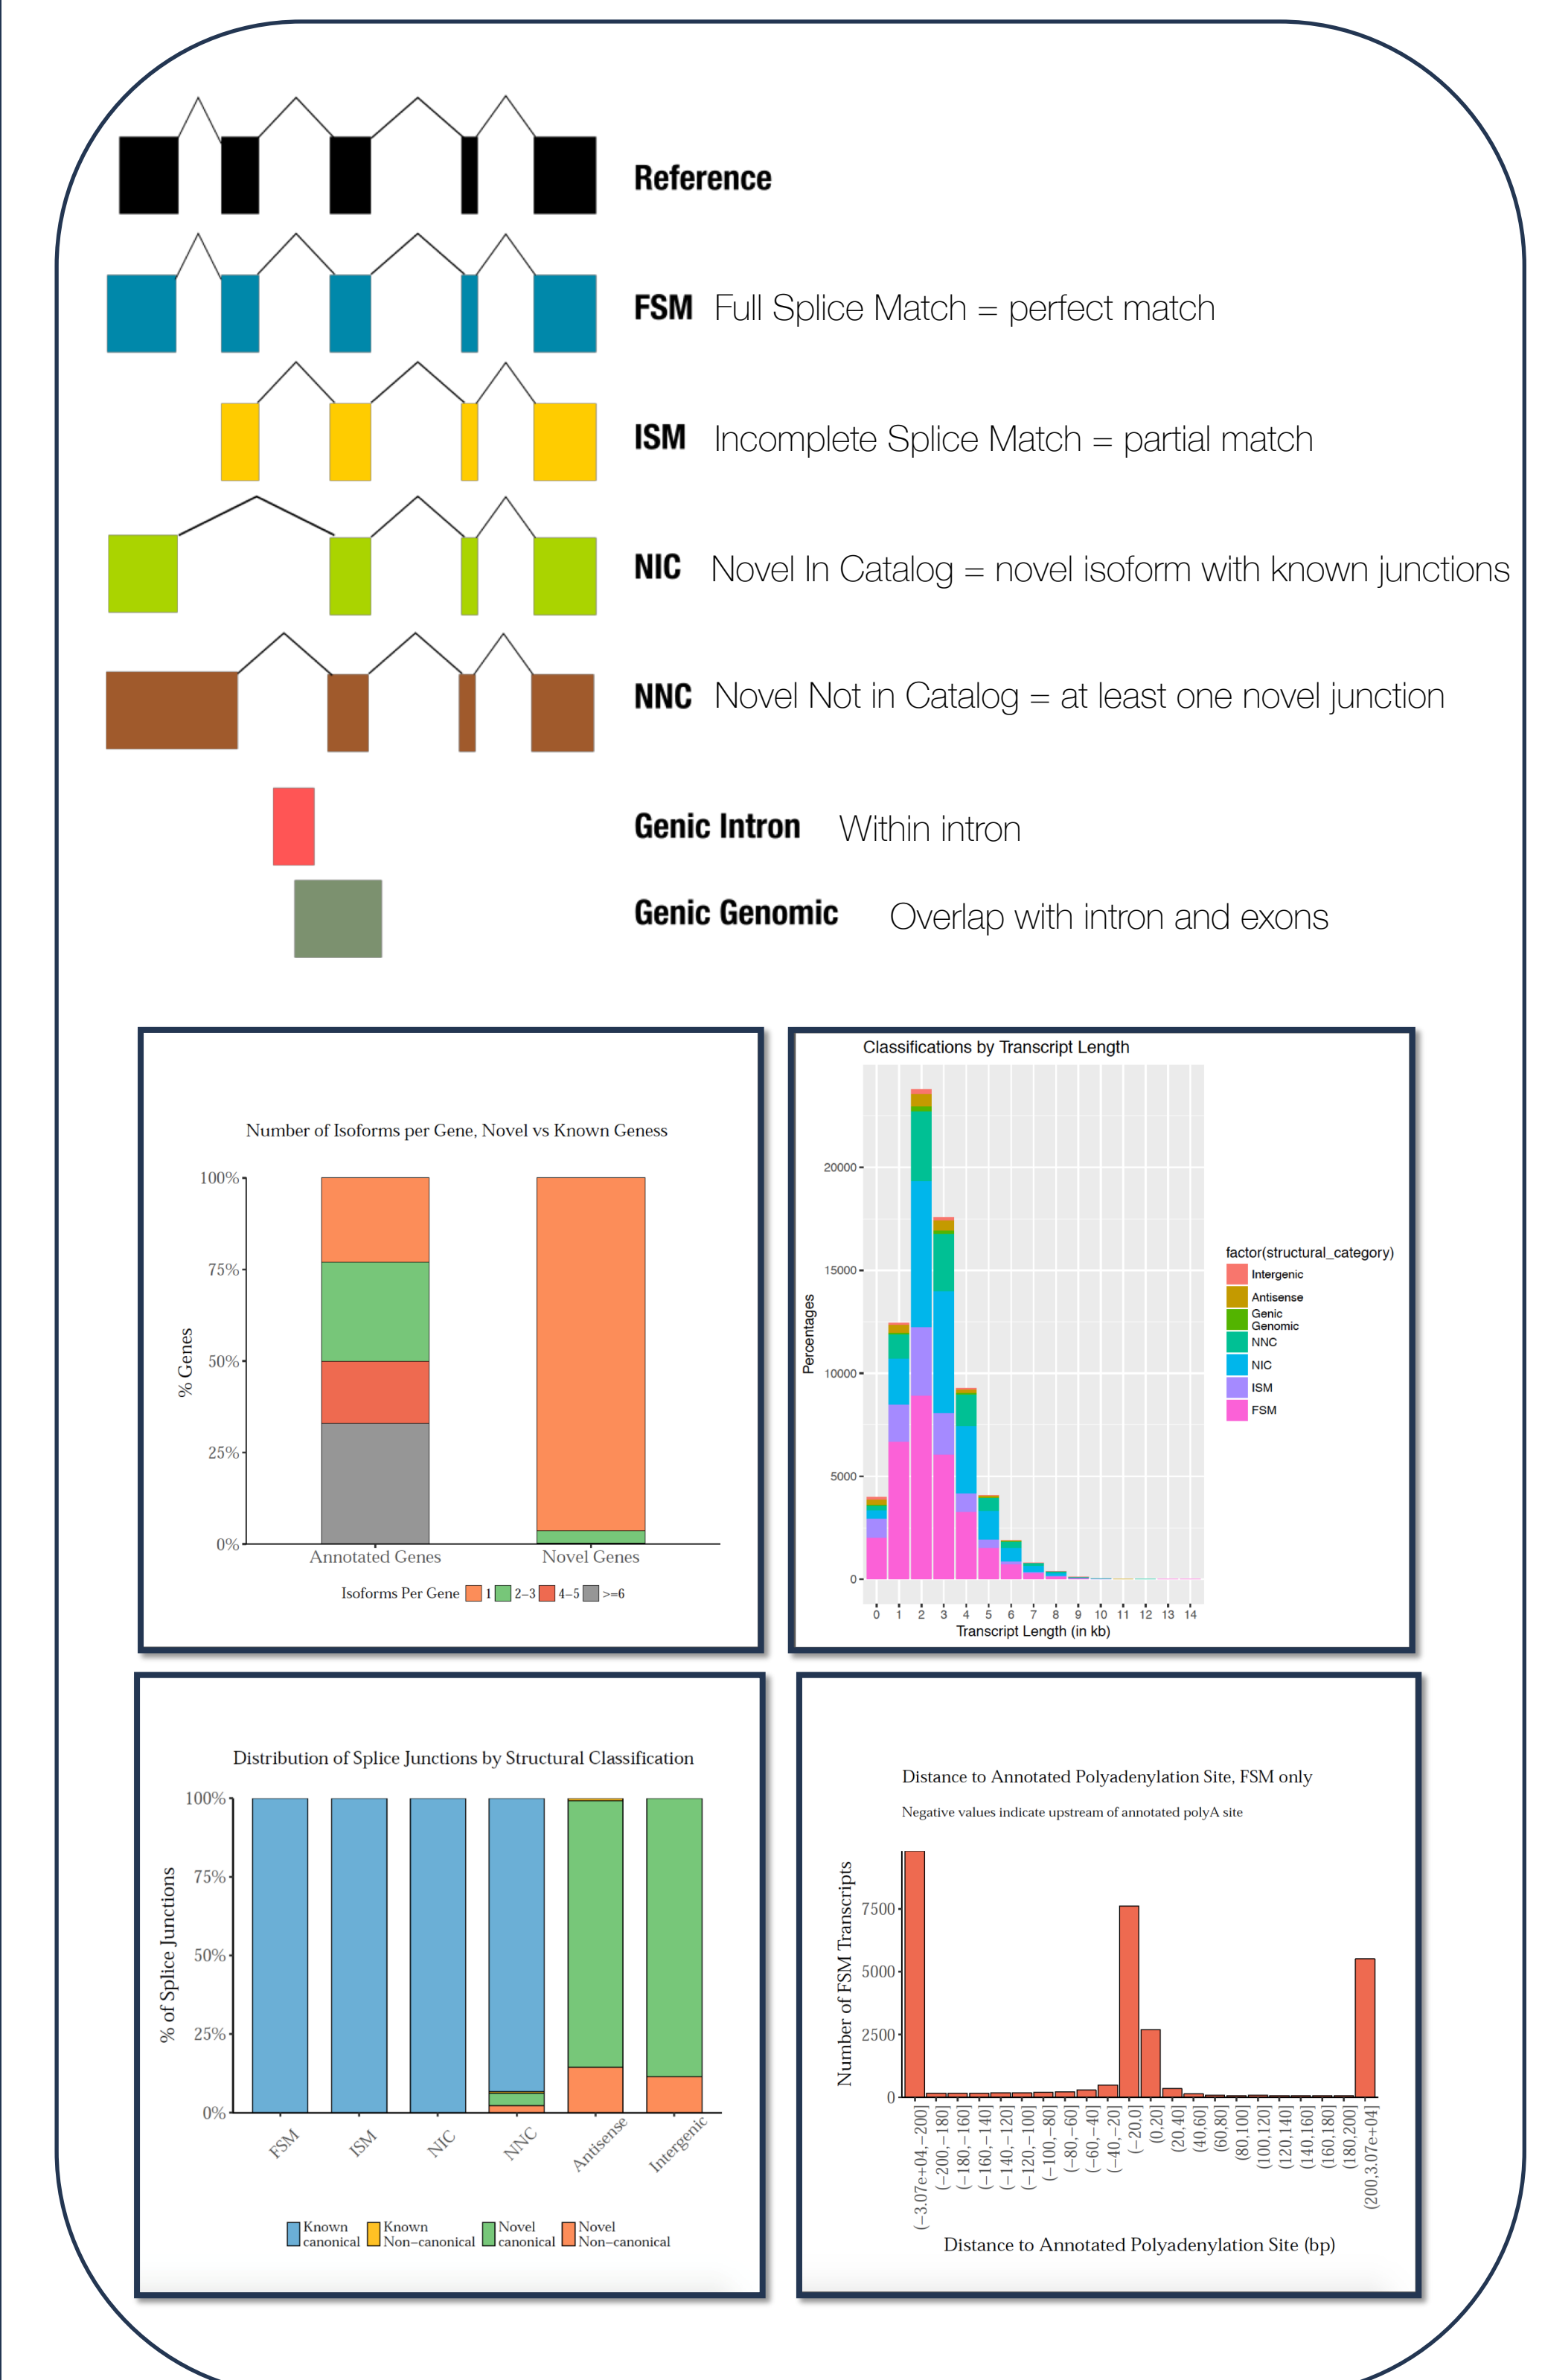 Reference
FSM Full Splice Match = perfect match
ISM Incomplete Splice Match = partial match
NIC Novel In Catalog = novel isoform with known junctions
NNC Novel Not in Catalog = at least one novel junction
Genic Intron Within intron
Genic Genomic Overlap with intron and exons
Number of Isoforms per Gene, Novel vs Known Geness
100%
75%
50%
25%
0%
% Genes
Annotated Genes Novel Genes
Isoforms Per Gene 1 2−3 4−5 >=6
Classifications by Transcript Length
20000
15000
10000
5000
0
Percentages
0 1 2 3 4 5 6 7 8 9 10 11 12 13 14
Transcript Length (in kb)
factor(structural_category)
Intergenic
Antisense
Genic
Genomic
NNC
NIC
ISM
FSM
Distribution of Splice Junctions by Structural Classification
100%
75%
50%
25%
0%
% of Splice Junctions
FSM ISM NIC NNC Antisense Intergenic
Known
canonical
Known
Non−canonical
Novel
canonical
Novel
Non−canonical
Distance to Annotated Polyadenylation Site, FSM only
Negative values indicate upstream of annotated polyA site
7500
5000
2500
0
Number of FSM Transcripts
(−3.07e+04,−200]
(−200,−180]
(−180,−160]
(−160,−140]
(−140,−120]
(−120,−100]
(−100,−80]
(−80,−60]
(−60,−40]
(−40,−20]
(−20,0]
(0,20]
(20,40]
(40,60]
(60,80]
(80,100]
(100,120]
(120,140]
(140,160]
(160,180]
(180,200]
(200,3.07e+04]
Distance to Annotated Polyadenylation Site (bp)